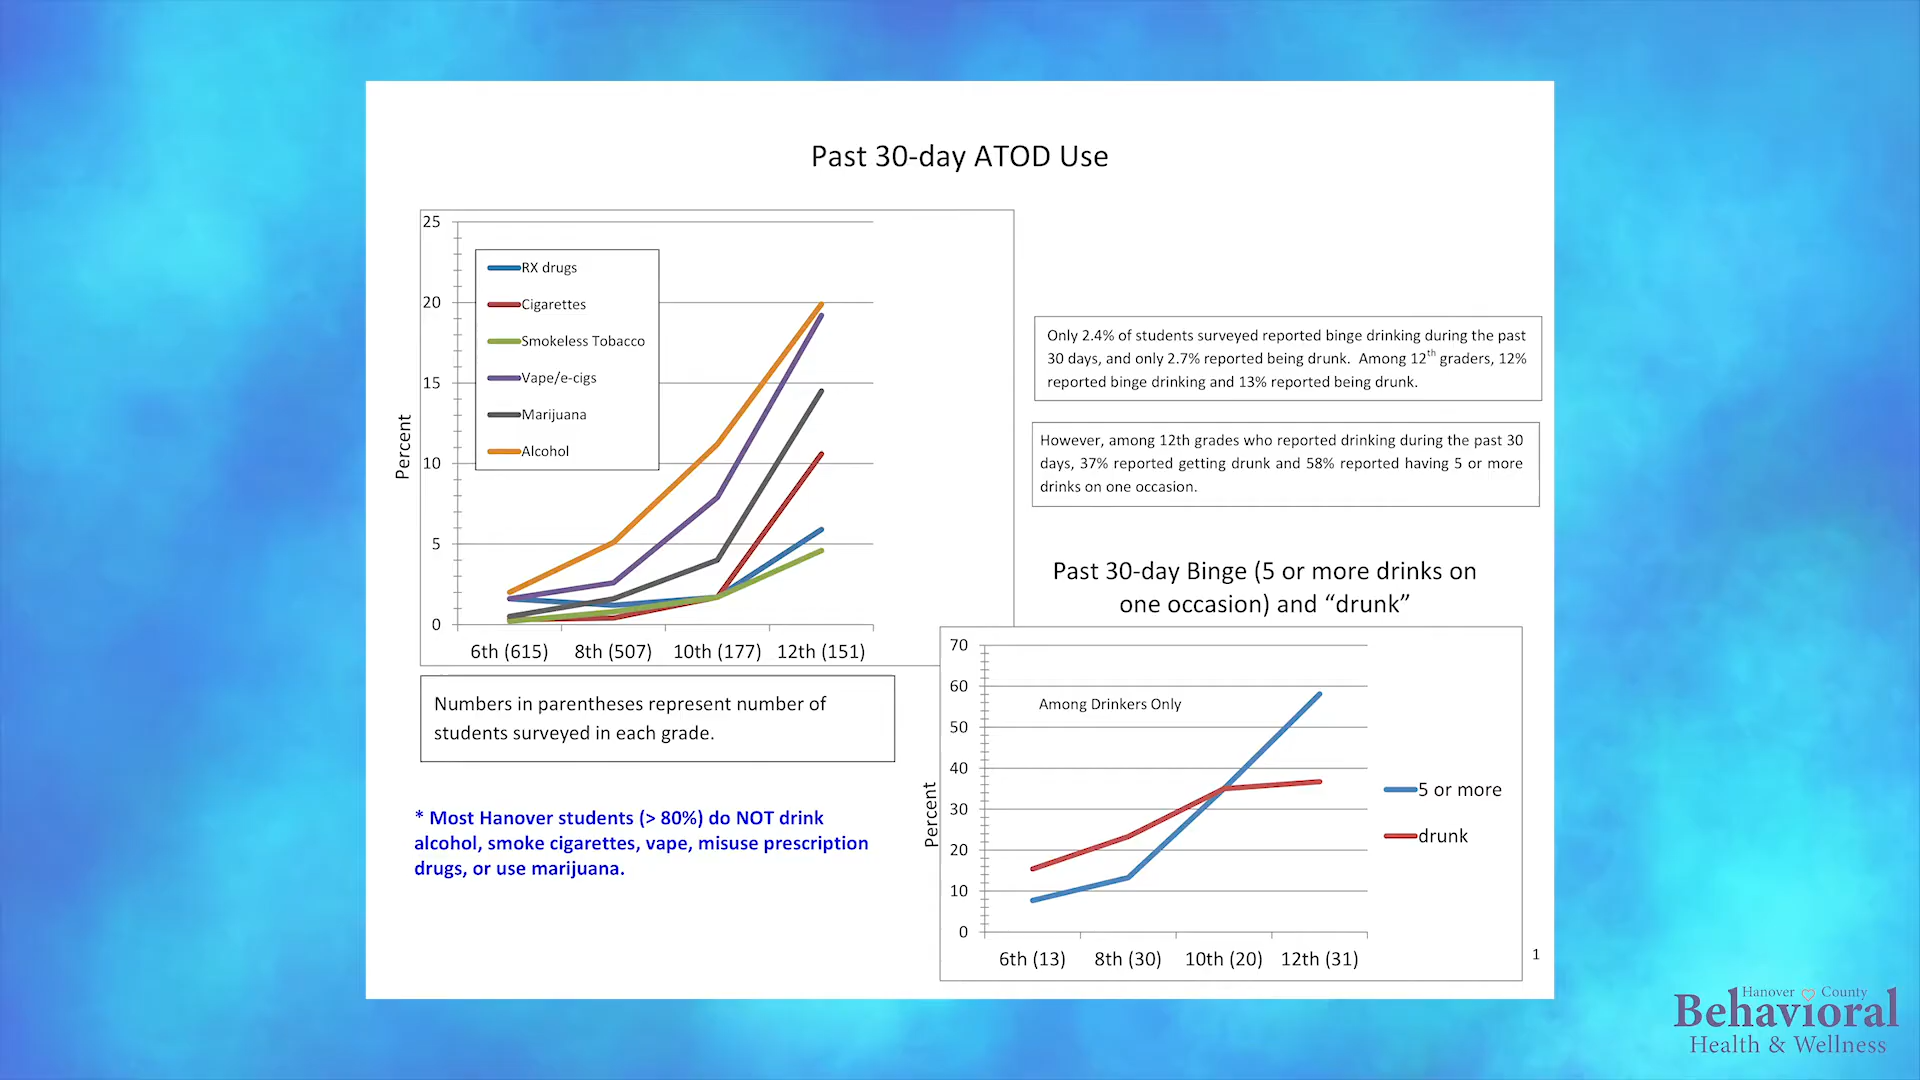 Past 30-day ATOD Use
25
20
15
10
5
0
Percent
RX drugs
Cigarettes
Smokeless Tobacco
Vape/e-cigs
Marijuana
Alcohol
6th (615) 8th (507) 10th (177) 12th (151)
Numbers in parentheses represent number of
students surveyed in each grade.
* Most Hanover students (> 80%) do NOT drink
alcohol, smoke cigarettes, vape, misuse prescription
drugs, or use marijuana.
Only 2.4% of students surveyed reported binge drinking during the past
30 days, and only 2.7% reported being drunk. Among 12th graders, 12%
reported binge drinking and 13% reported being drunk.
However, among 12th grades who reported drinking during the past 30
days, 37% reported getting drunk and 58% reported having 5 or more
drinks on one occasion.
Past 30-day Binge (5 or more drinks on
one occasion) and “drunk”
70
60
50
40
30
20
10
0
Percent
Among Drinkers Only
5 or more
drunk
6th (13) 8th (30) 10th (20) 12th (31)
1
Hanover County
Behavioral
Health & Wellness